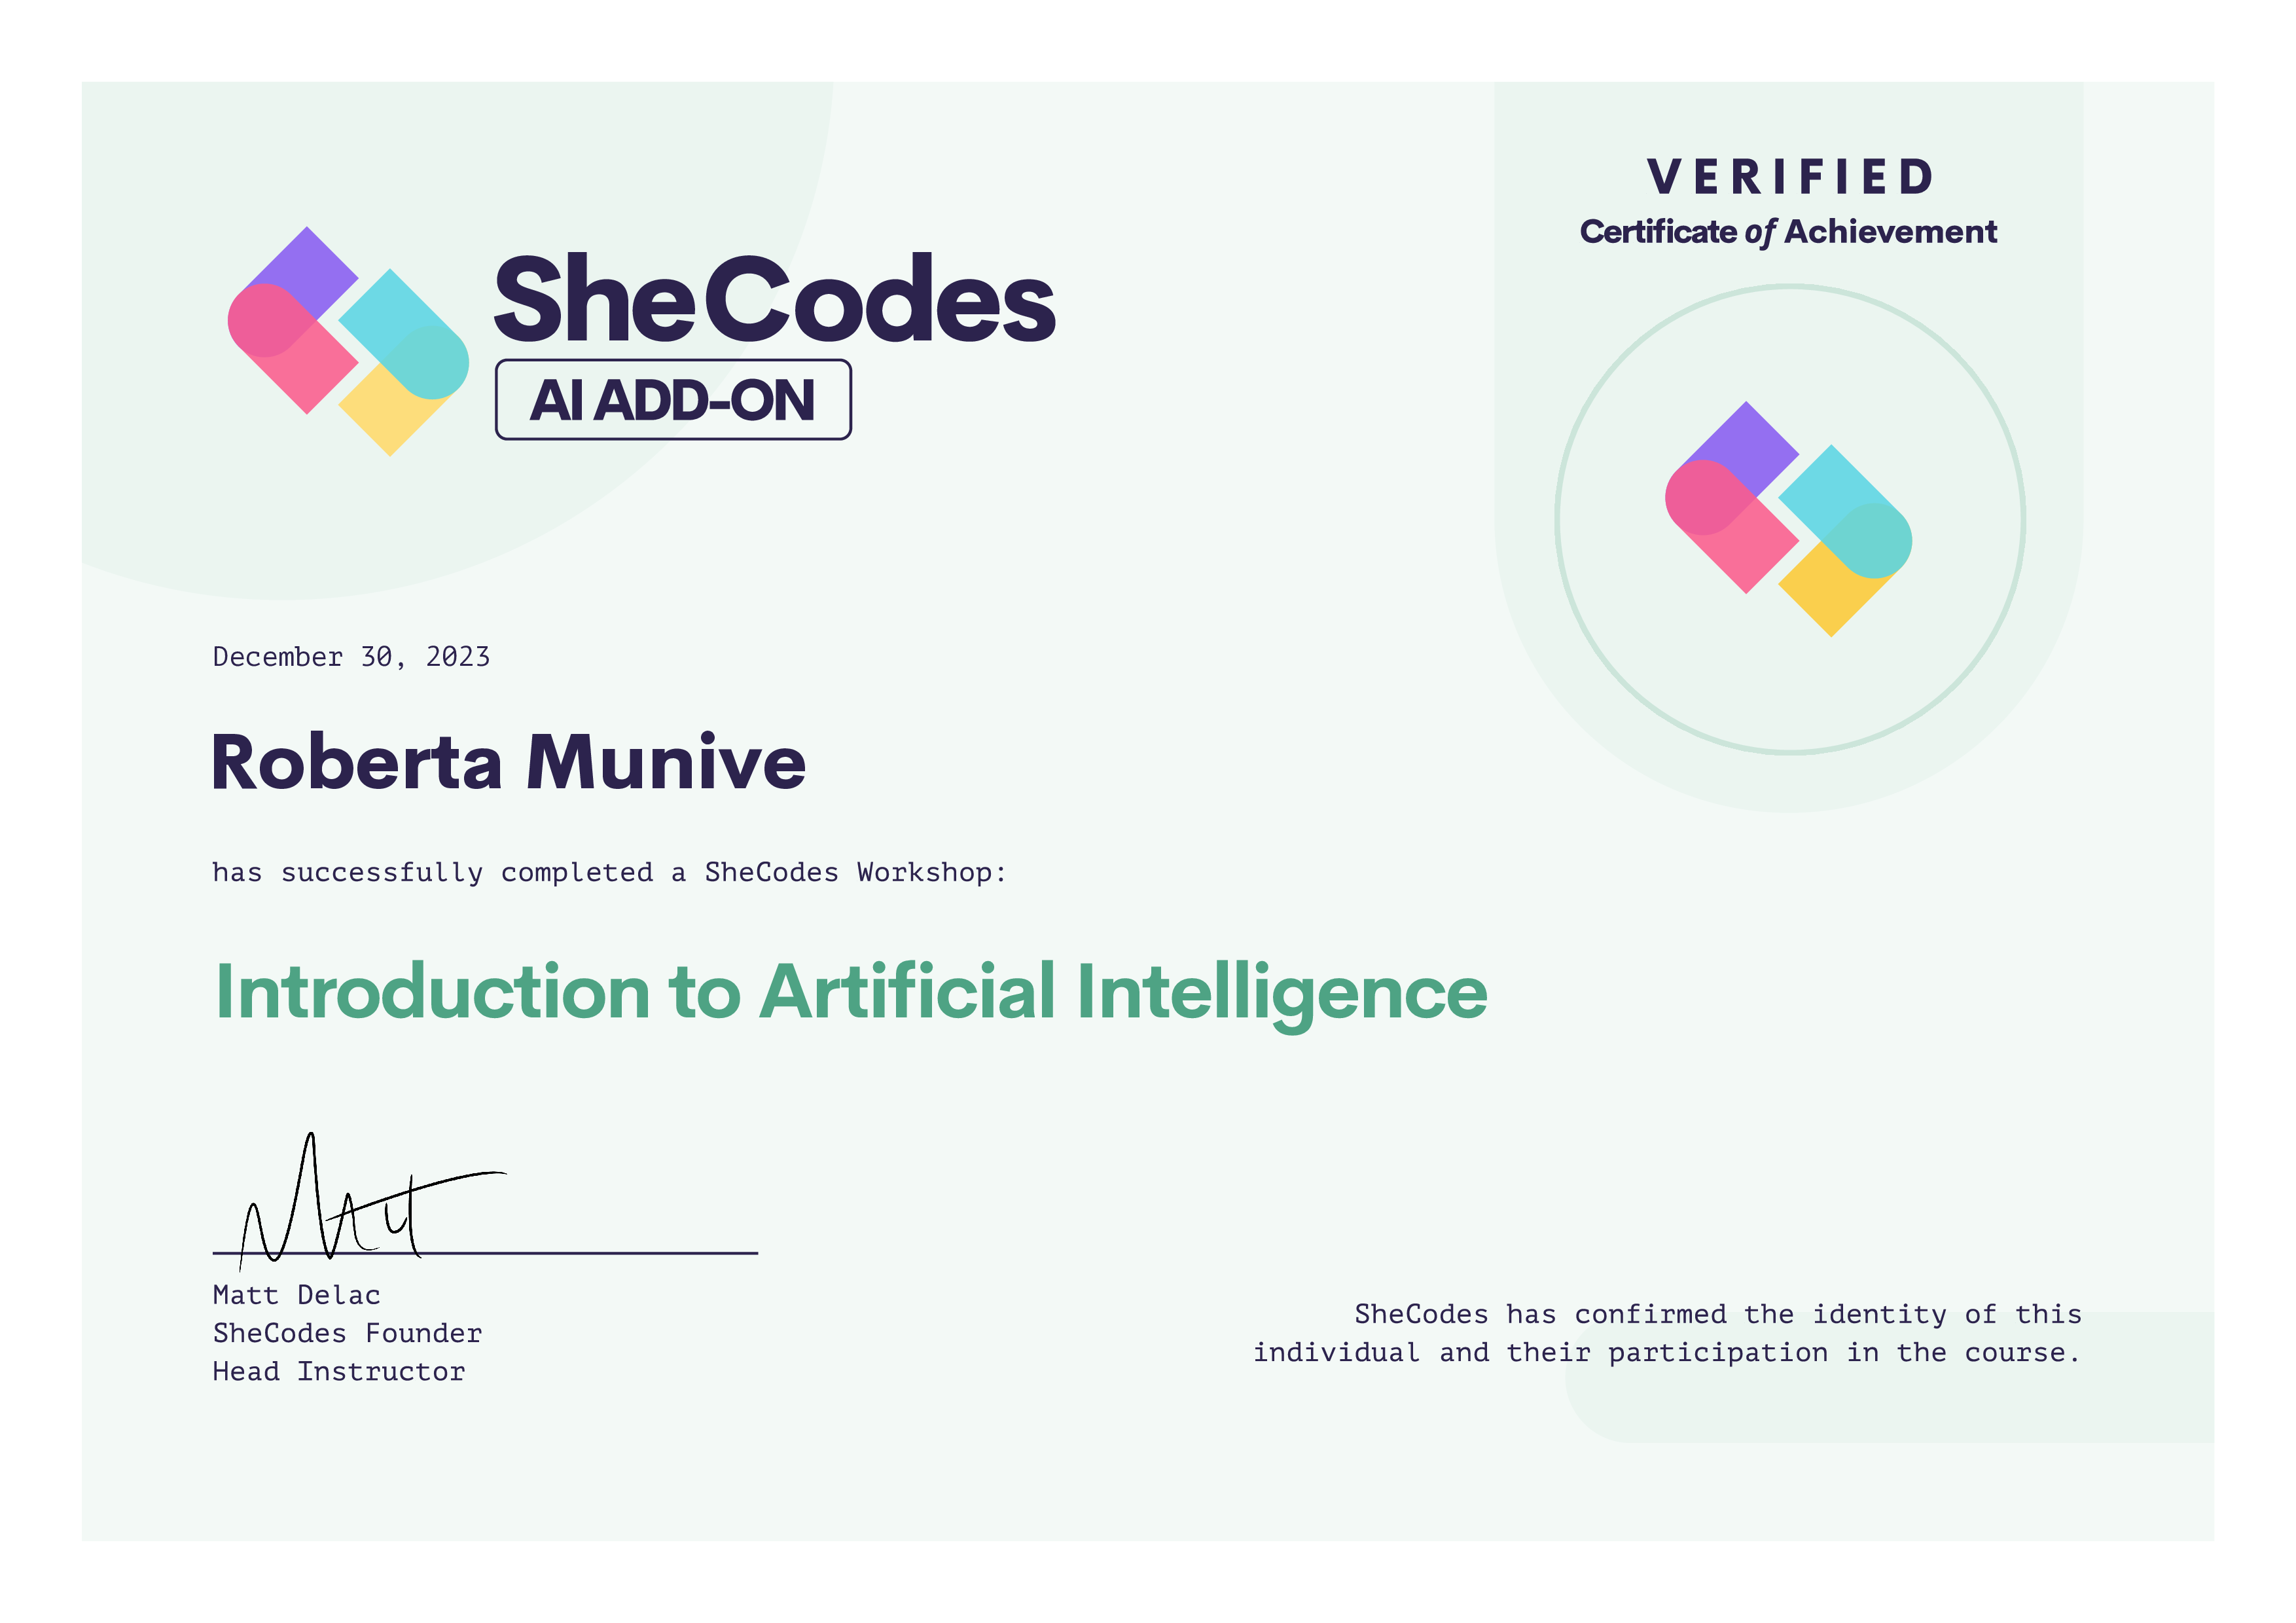 VERIFIED
Certificate of Achievement
SheCodes
AI ADD-ON
December 30, 2023
Roberta Munive
has successfully completed a SheCodes Workshop:
Introduction to Artificial Intelligence
Matt
Matt Delac
SheCodes Founder
Head Instructor
SheCodes has confirmed the identity of this
individual and their participation in the course.